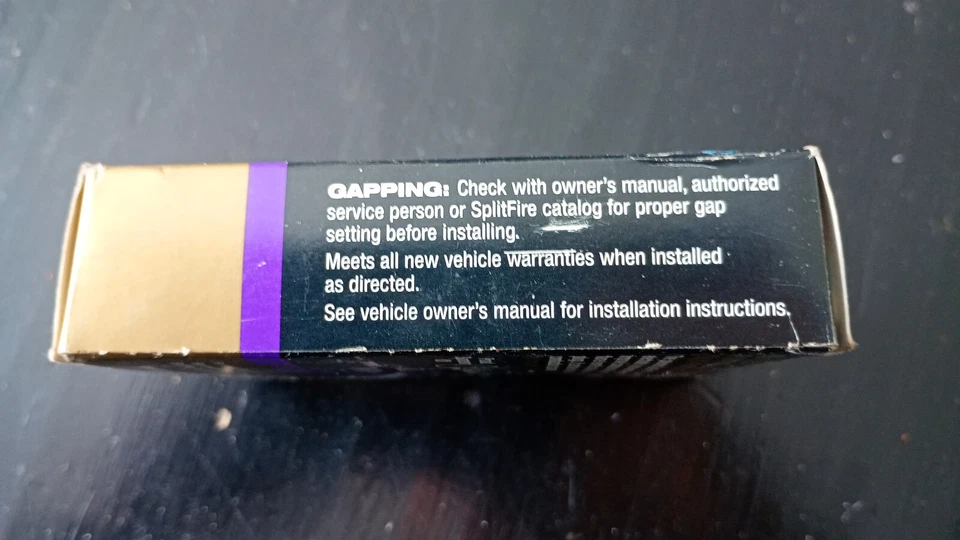 GAPPING: Check with owner's manual, authorized
service person or SplitFire catalog for proper gap
setting before installing.
Meets all new vehicle warranties when installed
as directed.
See vehicle owner's manual for installation instructions.